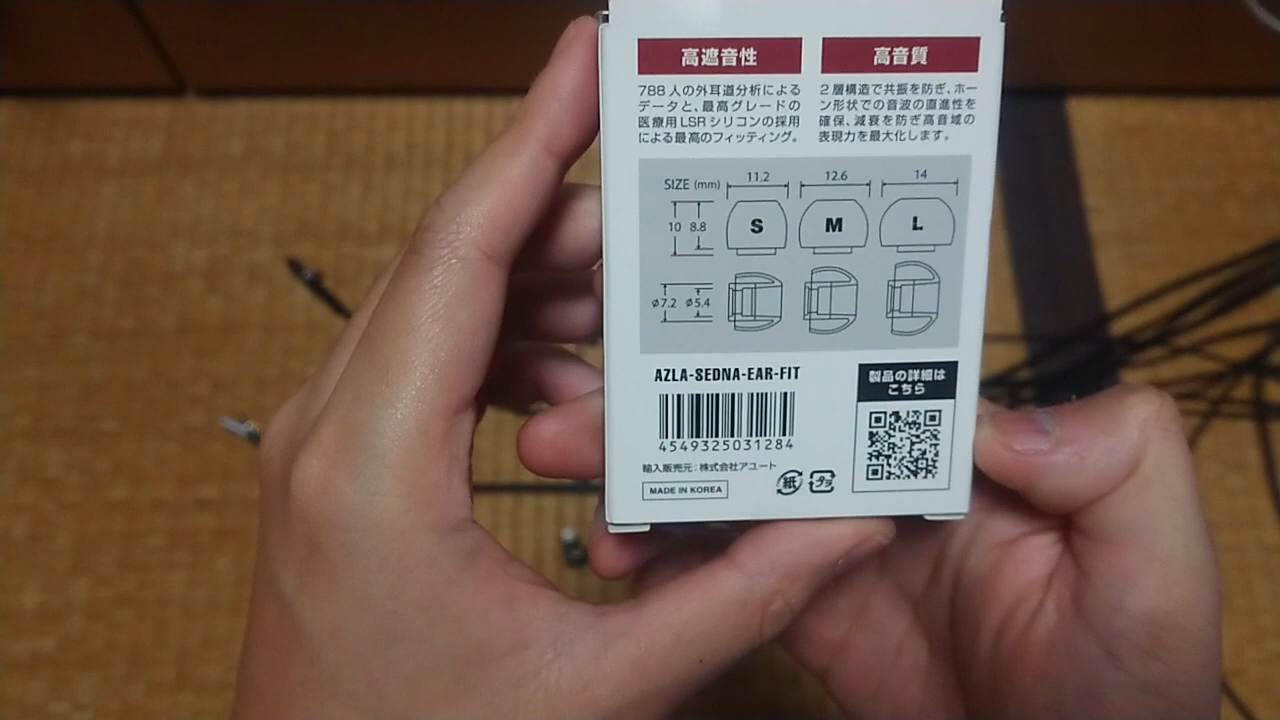 高遮音性
788人の外耳道分析による
データと、最高グレードの
医療用LSRシリコンの採用
による最高のフィッティング。
高音質
2層構造で共振を防ぎ、ホー
ン形状での音波の直進性を
確保、減衰を防ぎ高音域の
表現力を最大化します。
SIZE (mm)
11.2
12.6
14
10
8.8
S
M
L
φ7.2
φ5.4
AZLA-SEDNA-EAR-FIT
4549325031284
輸入販売元：株式会社アユート
MADE IN KOREA
紙
プラ
製品の詳細は
こちら